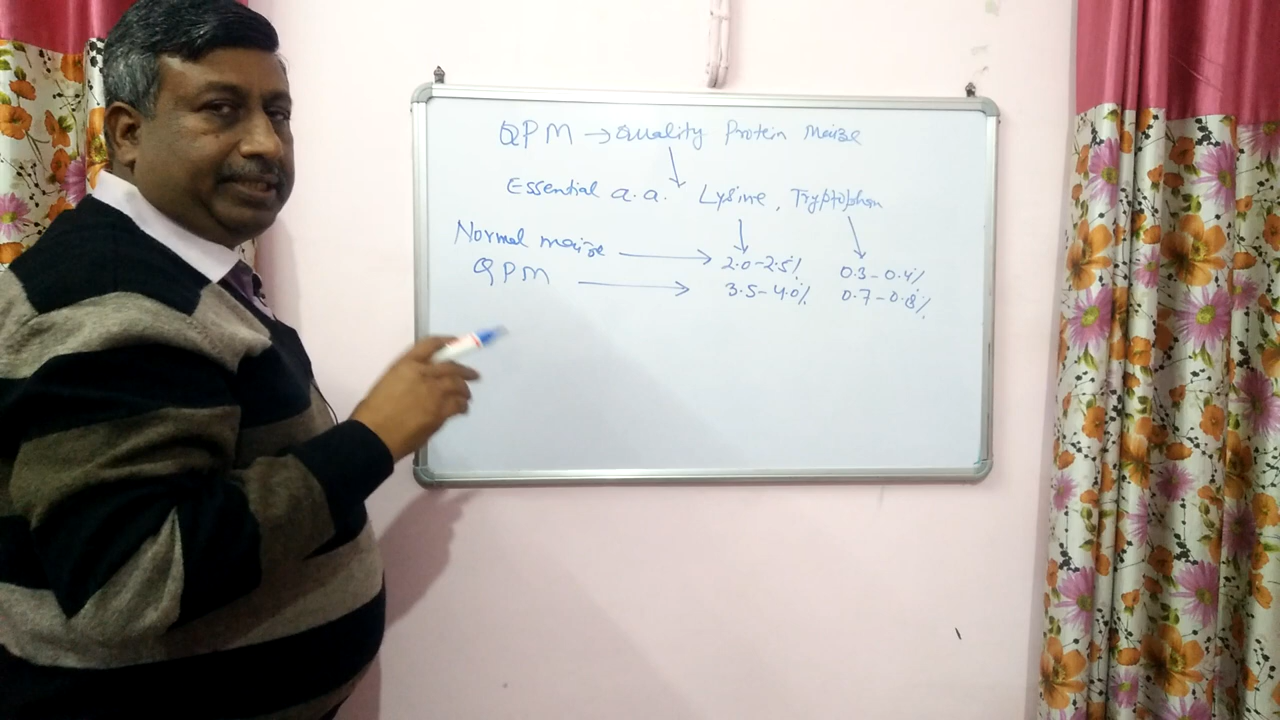 QPM → Quality Protein Maize
Essential a.a. Lysine, Tryptophan
Normal maize → 2.0-2.5% 0.3-0.4%
QPM → 3.5-4.0% 0.7-0.8%